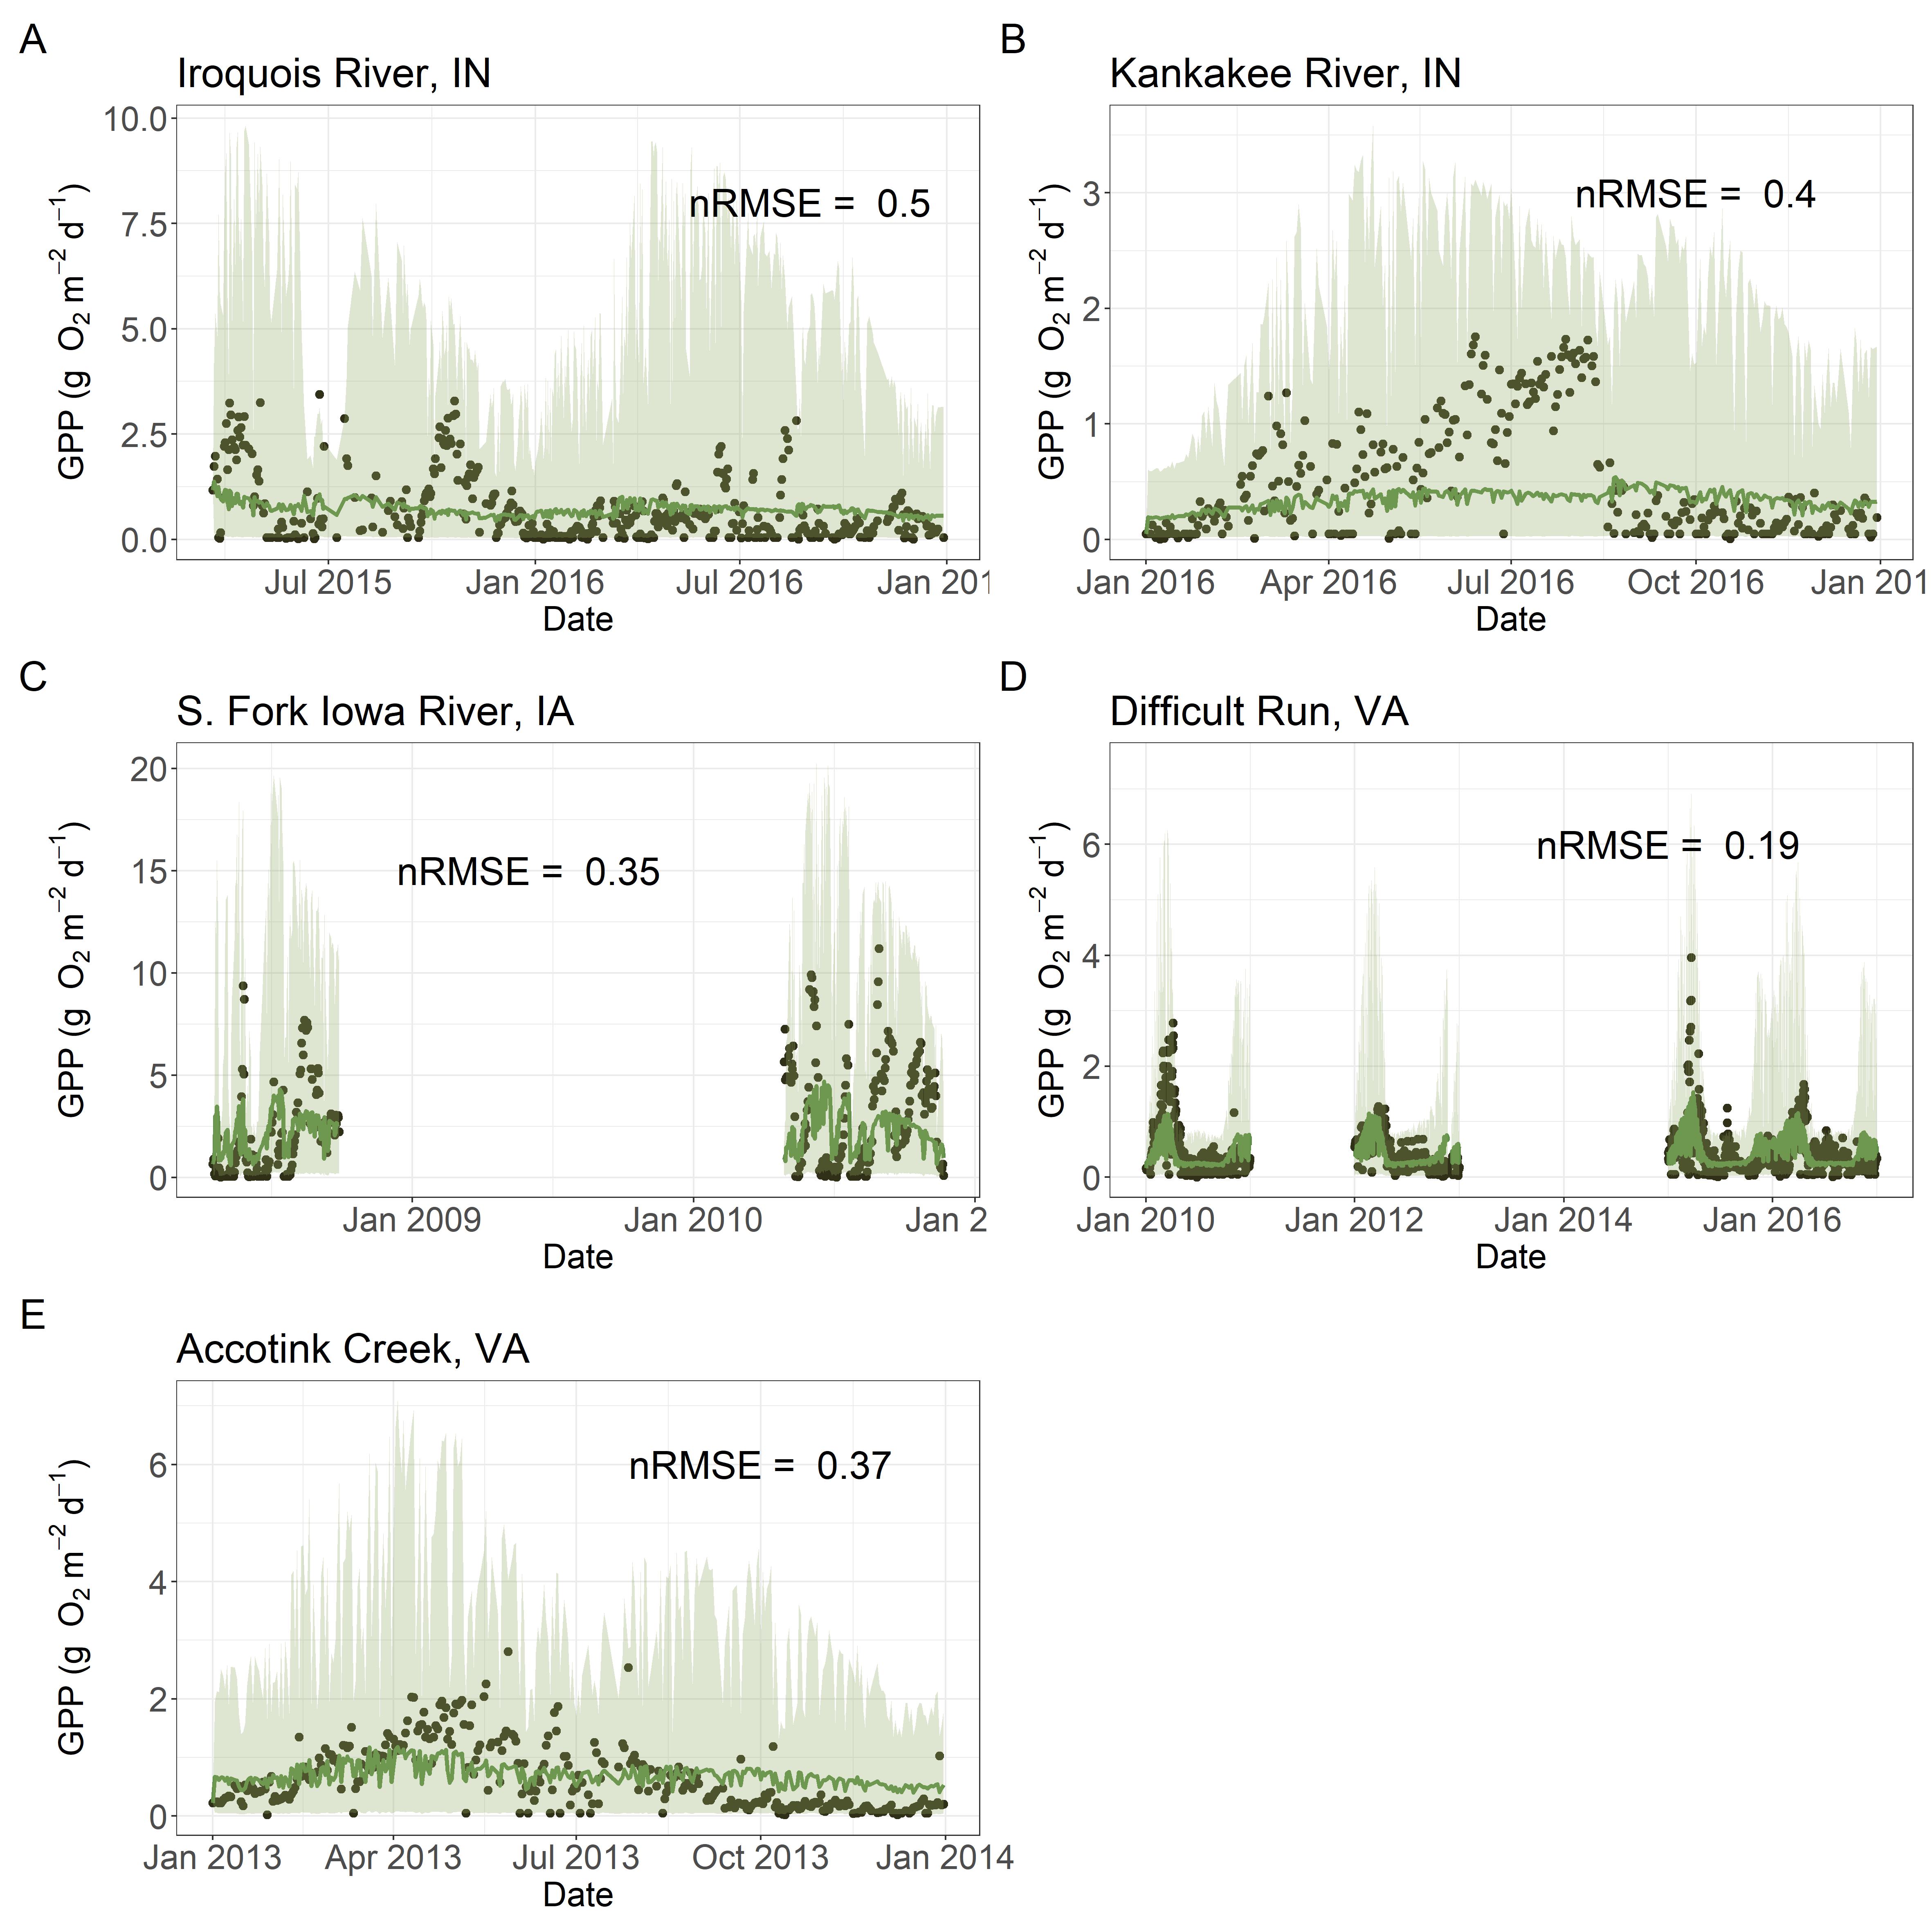 A
Iroquois River, IN
GPP (g O₂ m⁻² d⁻¹)
10.0
7.5
5.0
2.5
0.0
nRMSE = 0.5
Jul 2015 Jan 2016 Jul 2016 Jan 201
Date
B
Kankakee River, IN
GPP (g O₂ m⁻² d⁻¹)
3
2
1
0
nRMSE = 0.4
Jan 2016 Apr 2016 Jul 2016 Oct 2016 Jan 201
Date
C
S. Fork Iowa River, IA
GPP (g O₂ m⁻² d⁻¹)
20
15
10
5
0
nRMSE = 0.35
Jan 2009 Jan 2010 Jan 2
Date
D
Difficult Run, VA
GPP (g O₂ m⁻² d⁻¹)
6
4
2
0
nRMSE = 0.19
Jan 2010 Jan 2012 Jan 2014 Jan 2016
Date
E
Accotink Creek, VA
GPP (g O₂ m⁻² d⁻¹)
6
4
2
0
nRMSE = 0.37
Jan 2013 Apr 2013 Jul 2013 Oct 2013 Jan 2014
Date